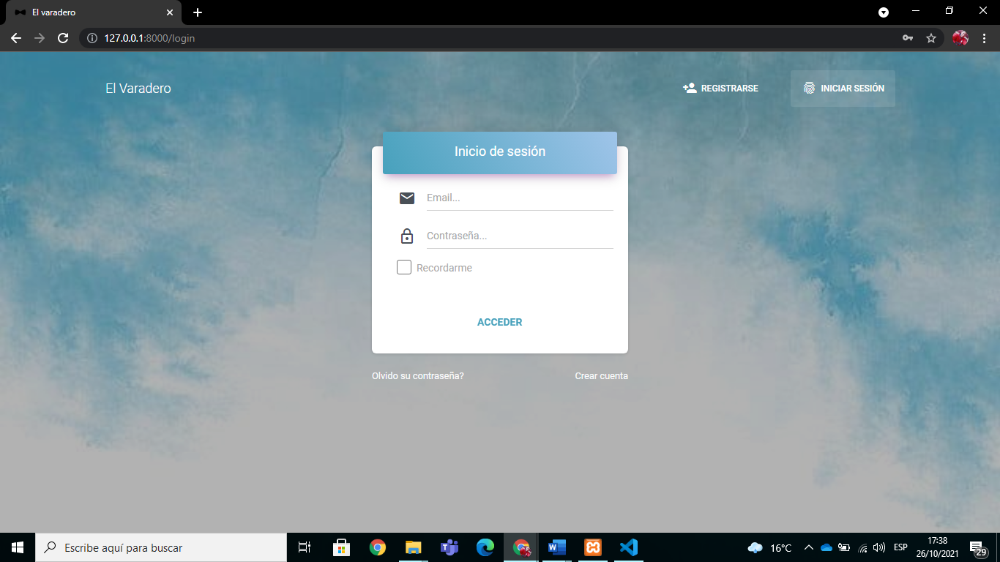 El varadero
127.0.0.1:8000/login
El Varadero
REGISTRARSE
INICIAR SESIÓN
Inicio de sesión
Email...
Contraseña...
Recordarme
ACCEDER
Olvido su contraseña?
Crear cuenta
Escribe aquí para buscar
16°C
ESP
17:38
26/10/2021
29